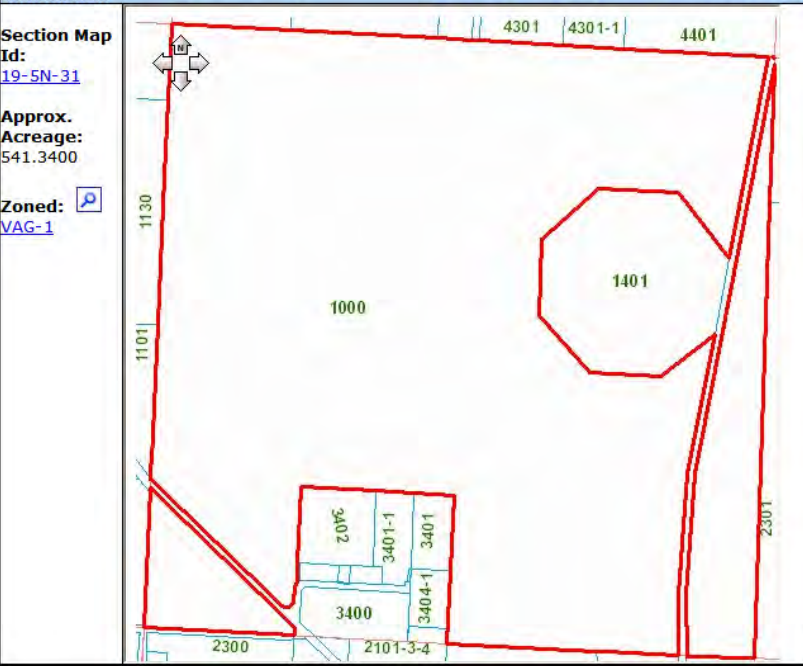 Section Map
Id:
19-5N-31
Approx.
Acreage:
541.3400
Zoned:
VAG-1
4301
4301-1
4401
N
1130
1401
1000
1101
3402
3401-1
3401
2301
3404-1
3400
2300
2101-3-4